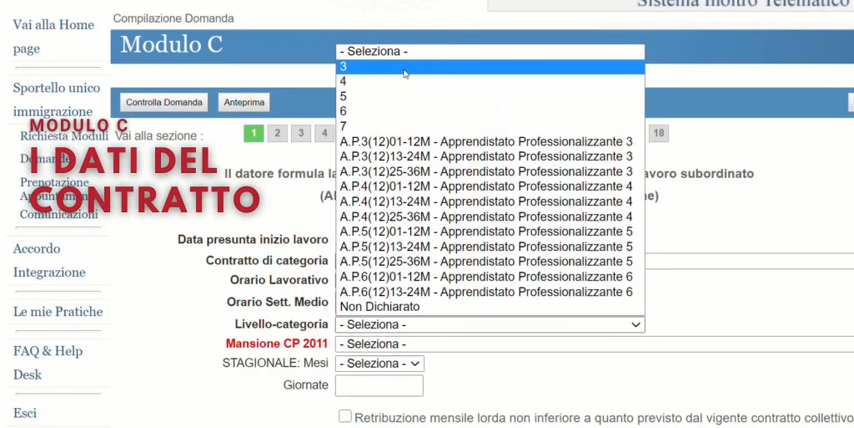 Sistema Inoltro Telematico
Compilazione Domanda
Modulo C
Vai alla Home
page
Sportello unico
immigrazione
Richiesta Moduli
Domande
Prenotazione
Appuntamenti
Comunicazioni
Accordo
Integrazione
Le mie Pratiche
FAQ & Help
Desk
Esci
MODULO C
I DATI DEL
CONTRATTO
Controlla Domanda
Anteprima
Vai alla sezione :
1 2 3 4
18
Il datore formula la
avoro subordinato
Data presunta inizio lavoro
Contratto di categoria
Orario Lavorativo
Orario Sett. Medio
Livello-categoria
- Seleziona -
Mansione CP 2011
- Seleziona -
STAGIONALE: Mesi
- Seleziona -
Giornate
Retribuzione mensile lorda non inferiore a quanto previsto dal vigente contratto collettivo
- Seleziona -
3
4
5
6
7
A.P.3(12)01-12M - Apprendistato Professionalizzante 3
A.P.3(12)13-24M - Apprendistato Professionalizzante 3
A.P.3(12)25-36M - Apprendistato Professionalizzante 3
A.P.4(12)01-12M - Apprendistato Professionalizzante 4
A.P.4(12)13-24M - Apprendistato Professionalizzante 4
A.P.4(12)25-36M - Apprendistato Professionalizzante 4
A.P.5(12)01-12M - Apprendistato Professionalizzante 5
A.P.5(12)13-24M - Apprendistato Professionalizzante 5
A.P.5(12)25-36M - Apprendistato Professionalizzante 5
A.P.6(12)01-12M - Apprendistato Professionalizzante 6
A.P.6(12)13-24M - Apprendistato Professionalizzante 6
Non Dichiarato